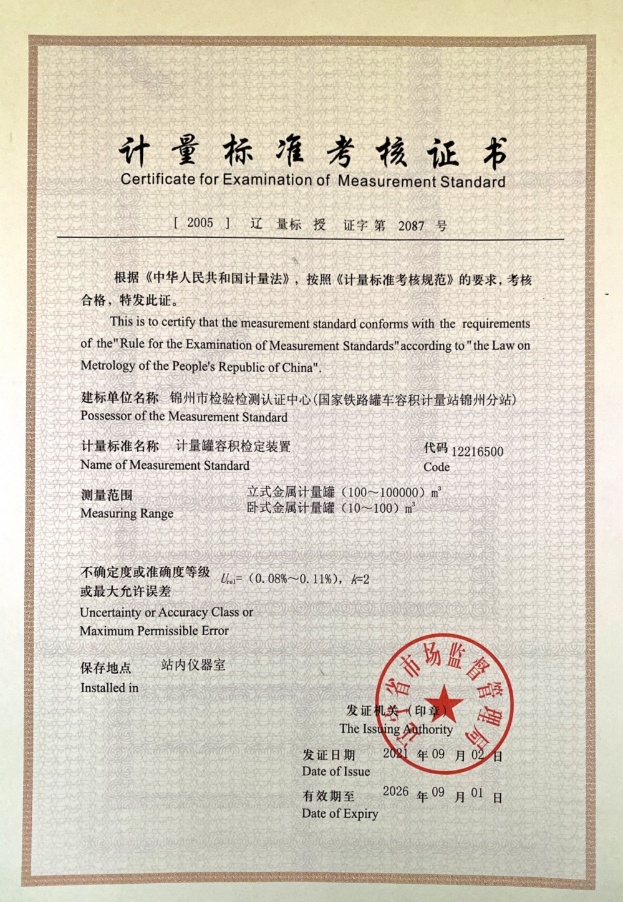 计量标准考核证书
Certificate for Examination of Measurement Standard
[ 2005 ] 辽 量标 授 证字第 2087 号
根据《中华人民共和国计量法》，按照《计量标准考核规范》的要求，考核
合格，特发此证。
This is to certify that the measurement standard conforms with the requirements
of the"Rule for the Examination of Measurement Standards"according to"the Law on
Metrology of the People's Republic of China".
建标单位名称 锦州市检验检测认证中心(国家铁路罐车容积计量站锦州分站)
Possessor of the Measurement Standard
计量标准名称 计量罐容积检定装置 代码 12216500
Name of Measurement Standard Code
测量范围 立式金属计量罐（100～100000）m³
Measuring Range 卧式金属计量罐（10～100）m³
不确定度或准确度等级 Urel=（0.08%～0.11%），k=2
或最大允许误差
Uncertainty or Accuracy Class or
Maximum Permissible Error
保存地点 站内仪器室
Installed in
辽宁省市场监督管理局
发证机关（印章）
The Issuing Authority
发证日期 2021 年 09 月 02 日
Date of Issue
有效期至 2026 年 09 月 01 日
Date of Expiry